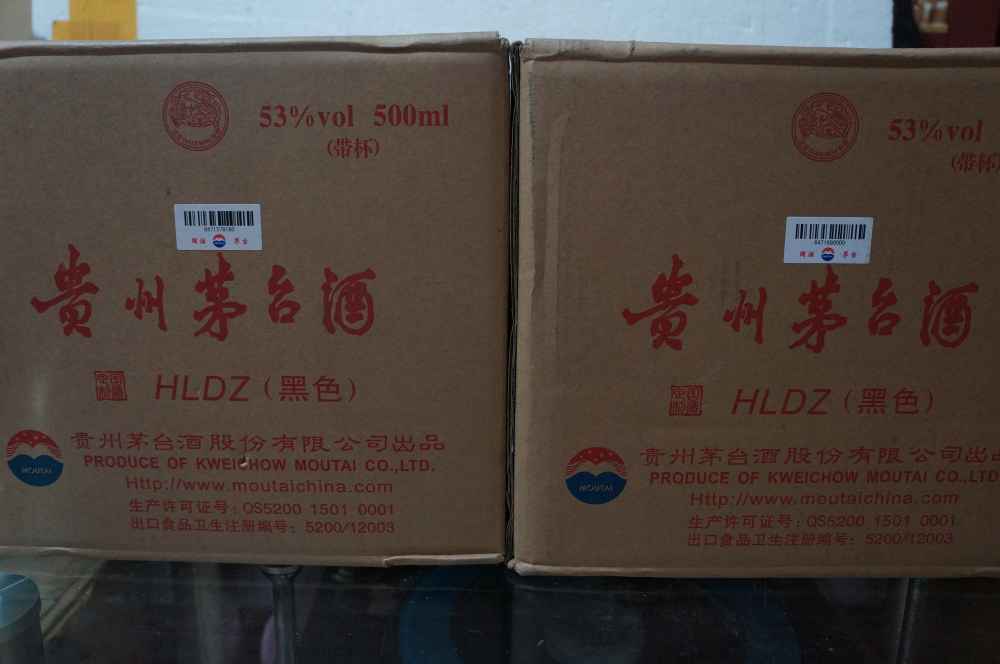 53%vol 500ml
(带杯)
贵州茅台酒
HLDZ(黑色)
MOUTAI
贵州茅台酒股份有限公司出品
PRODUCE OF KWEICHOW MOUTAI CO.,LTD.
Http://www.moutaichina.com
生产许可证号:QS5200 1501 0001
出口食品卫生注册编号:5200/12003
53%vol
(带杯
贵州茅台酒
HLDZ(黑色)
MOUTAI
贵州茅台酒股份有限公司出
PRODUCE OF KWEICHOW MOUTAI CO.,LTD
Http://www.moutaichina.com
生产许可证号:QS5200 1501 0001
出口食品卫生注册编号:5200/12003